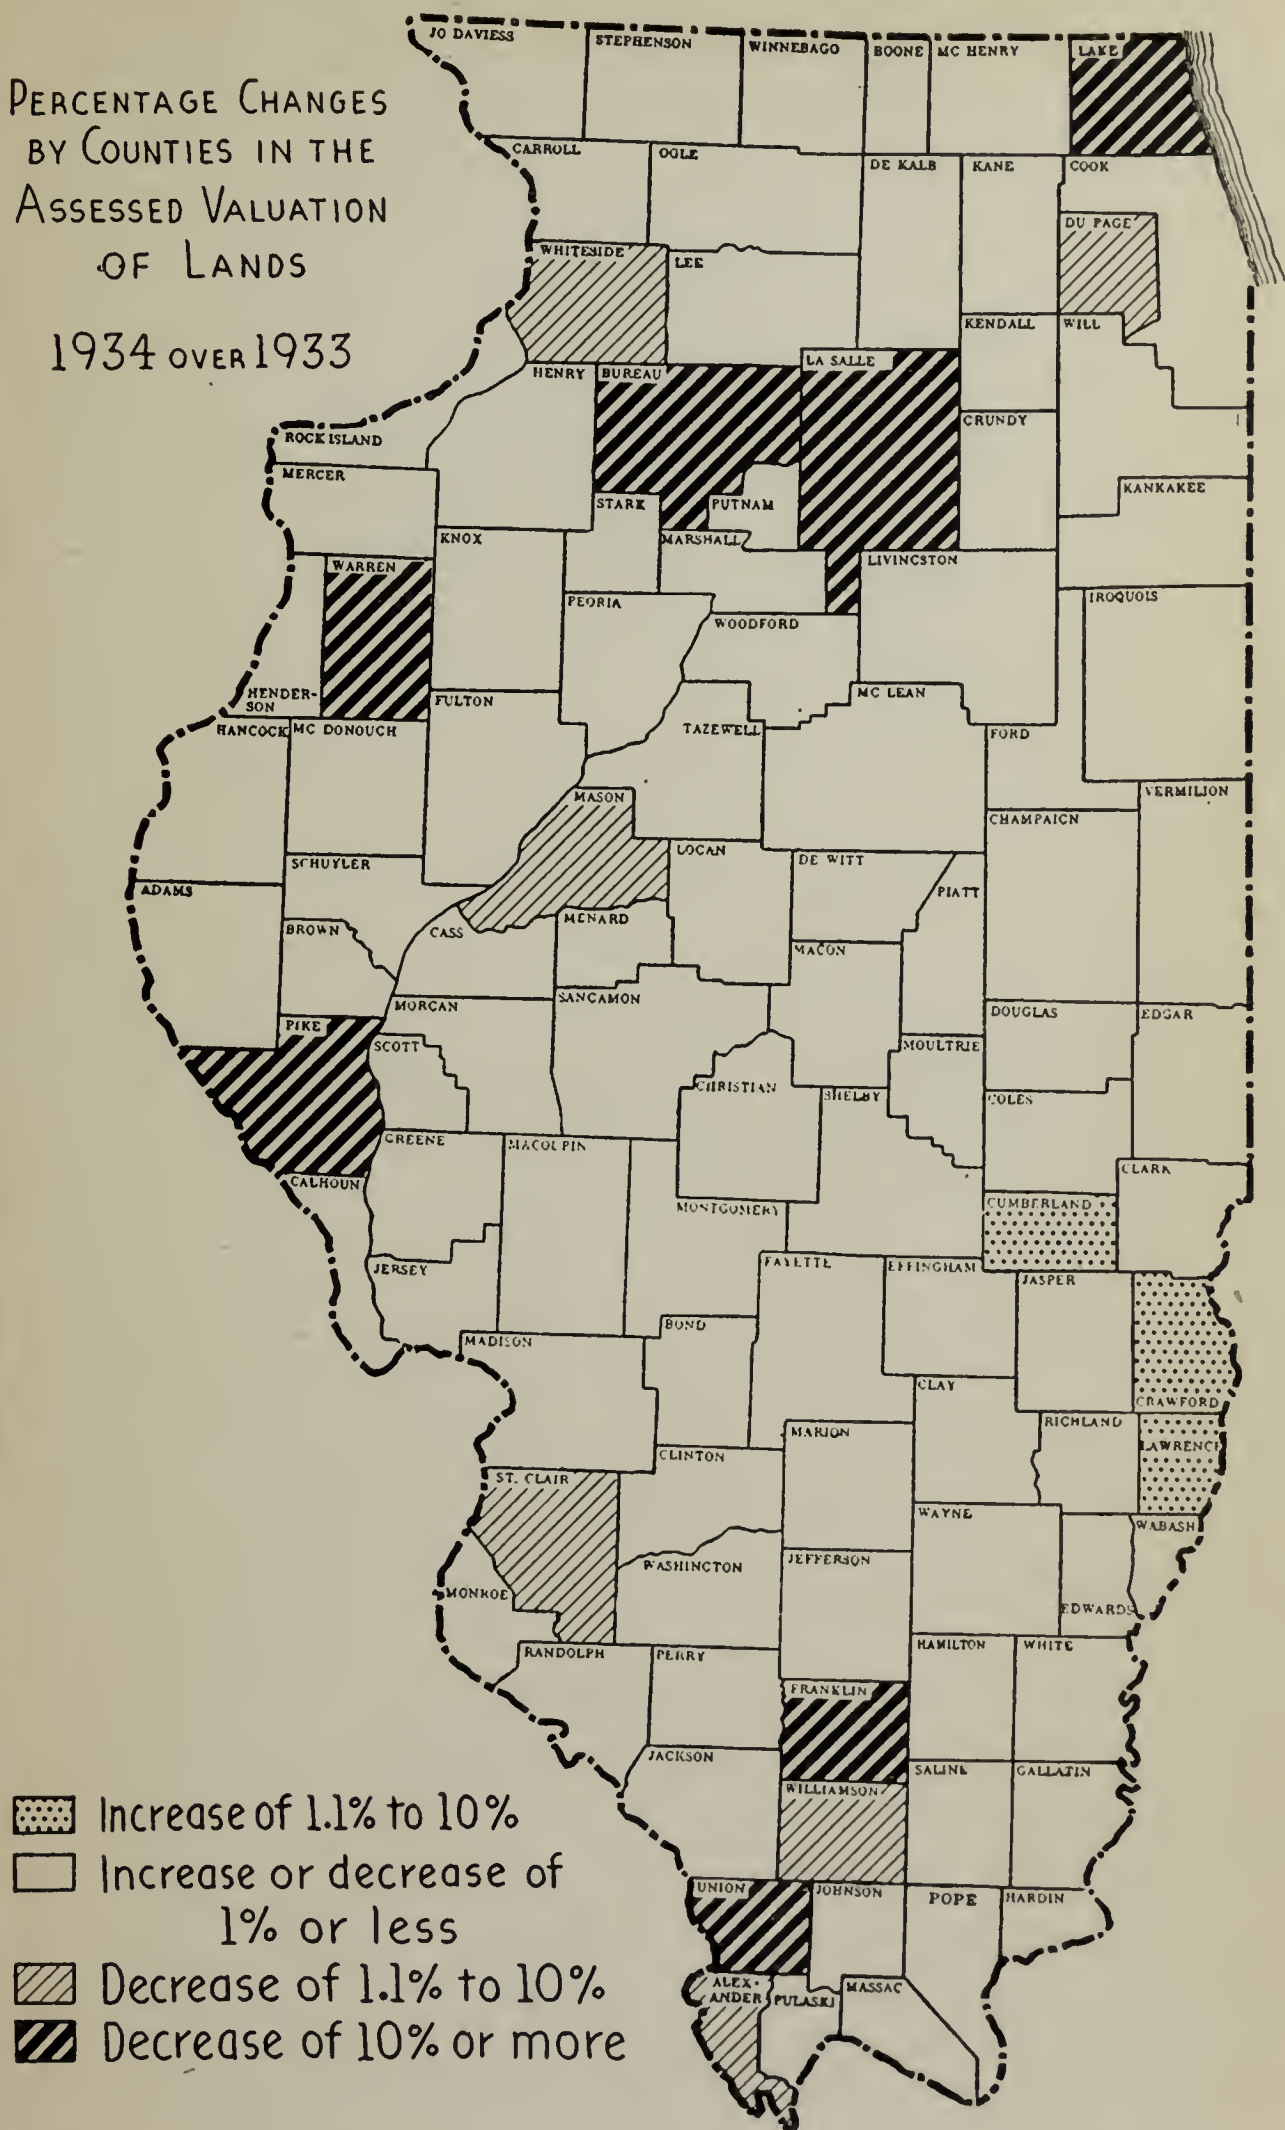 PERCENTAGE CHANGES
BY COUNTIES IN THE
ASSESSED VALUATION
OF LANDS
1934 OVER 1933
JO DAVIESS
STEPHENSON
WINNEBAGO
BOONE
MC HENRY
LAKE
CARROLL
OGLE
DE KALB
KANE
COOK
DU PAGE
WHITESIDE
LEE
KENDALL
WILL
HENRY
BUREAU
LA SALLE
ROCK ISLAND
GRUNDY
MERCER
KANKAKEE
STARK
PUTNAM
KNOX
MARSHALL
WARREN
LIVINGSTON
PEORIA
IROQUOIS
WOODFORD
HENDER-
SON
FULTON
MC LEAN
HANCOCK
MC DONOUGH
TAZEWELL
FORD
MASON
VERMILION
CHAMPAIGN
SCHUYLER
LOGAN
DE WITT
ADAMS
PIATT
BROWN
CASS
MENARD
MACON
MORGAN
SANGAMON
PIKE
DOUGLAS
EDGAR
SCOTT
MOULTRIE
CHRISTIAN
SHELBY
COLES
GREENE
MACOUPIN
CLARK
CALHOUN
MONTGOMERY
CUMBERLAND
JERSEY
FAYETTE
EFFINGHAM
JASPER
MADISON
BOND
CLAY
CRAWFORD
RICHLAND
MARION
LAWRENCE
CLINTON
ST. CLAIR
WAYNE
WABASH
WASHINGTON
JEFFERSON
MONROE
EDWARDS
RANDOLPH
PERRY
HAMILTON
WHITE
FRANKLIN
JACKSON
SALINE
GALLATIN
WILLIAMSON
UNION
JOHNSON
POPE
HARDIN
ALEX-
ANDER
PULASKI
MASSAC
Increase of 1.1% to 10%
Increase or decrease of
1% or less
Decrease of 1.1% to 10%
Decrease of 10% or more